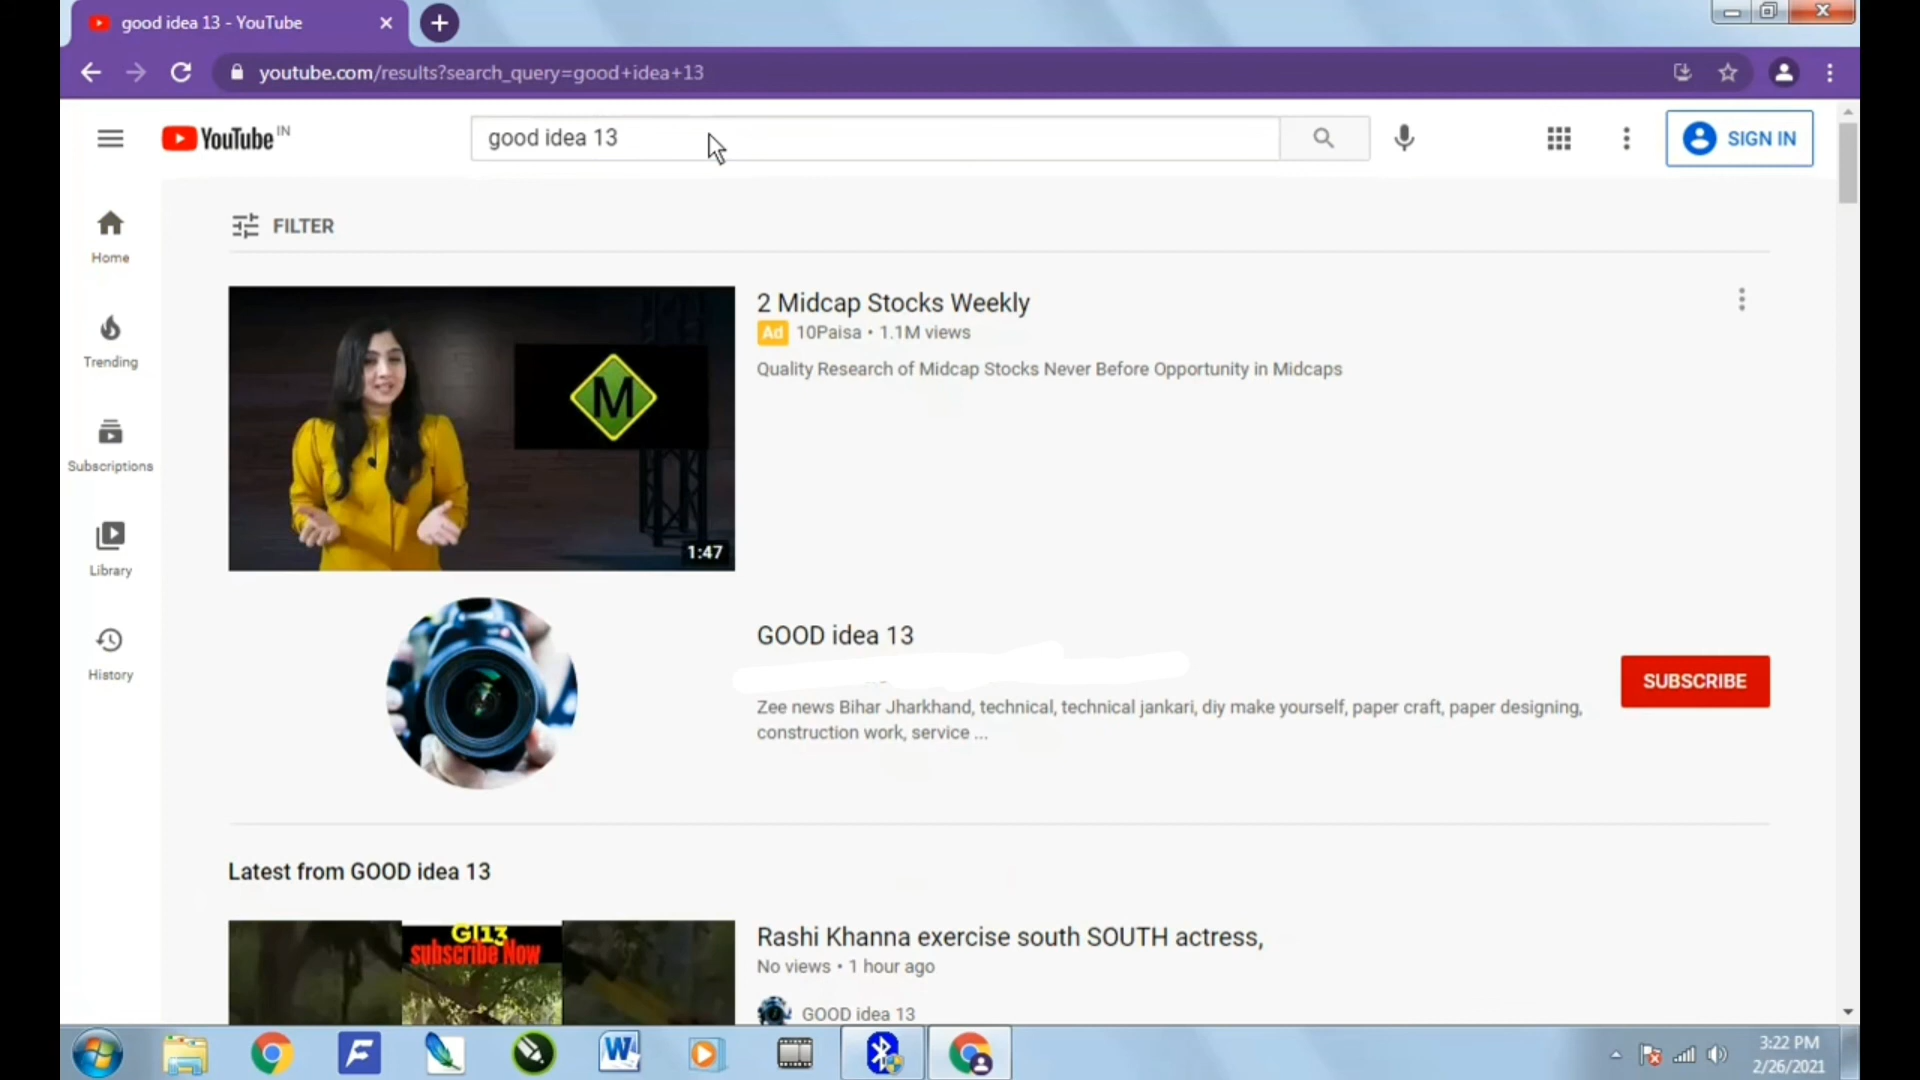 good idea 13 - YouTube
youtube.com/results?search_query=good+idea+13
YouTube IN
good idea 13
SIGN IN
FILTER
Home
Trending
Subscriptions
Library
History
M
1:47
2 Midcap Stocks Weekly
Ad 10Paisa • 1.1M views
Quality Research of Midcap Stocks Never Before Opportunity in Midcaps
GOOD idea 13
Zee news Bihar Jharkhand, technical, technical jankari, diy make yourself, paper craft, paper designing,
construction work, service ...
SUBSCRIBE
Latest from GOOD idea 13
GI13
subscribe Now
Rashi Khanna exercise south SOUTH actress,
No views • 1 hour ago
GOOD idea 13
3:22 PM
2/26/2021